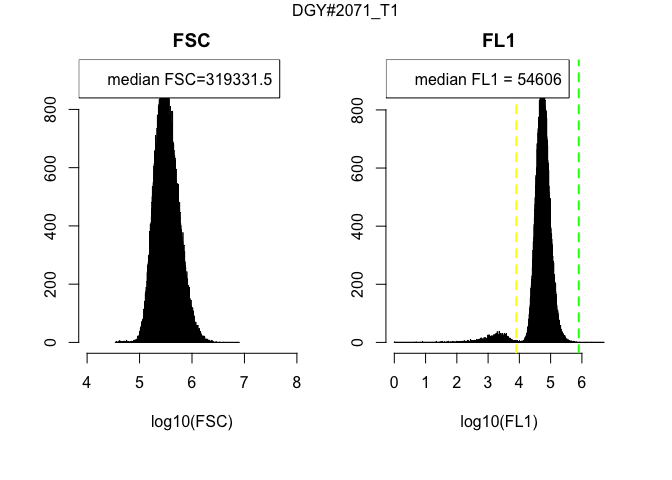 DGY#2071_T1
FSC
FL1
median FSC=319331.5
median FL1 = 54606
0 200 400 600 800
0 200 400 600 800
4 5 6 7 8
0 1 2 3 4 5 6
log10(FSC)
log10(FL1)